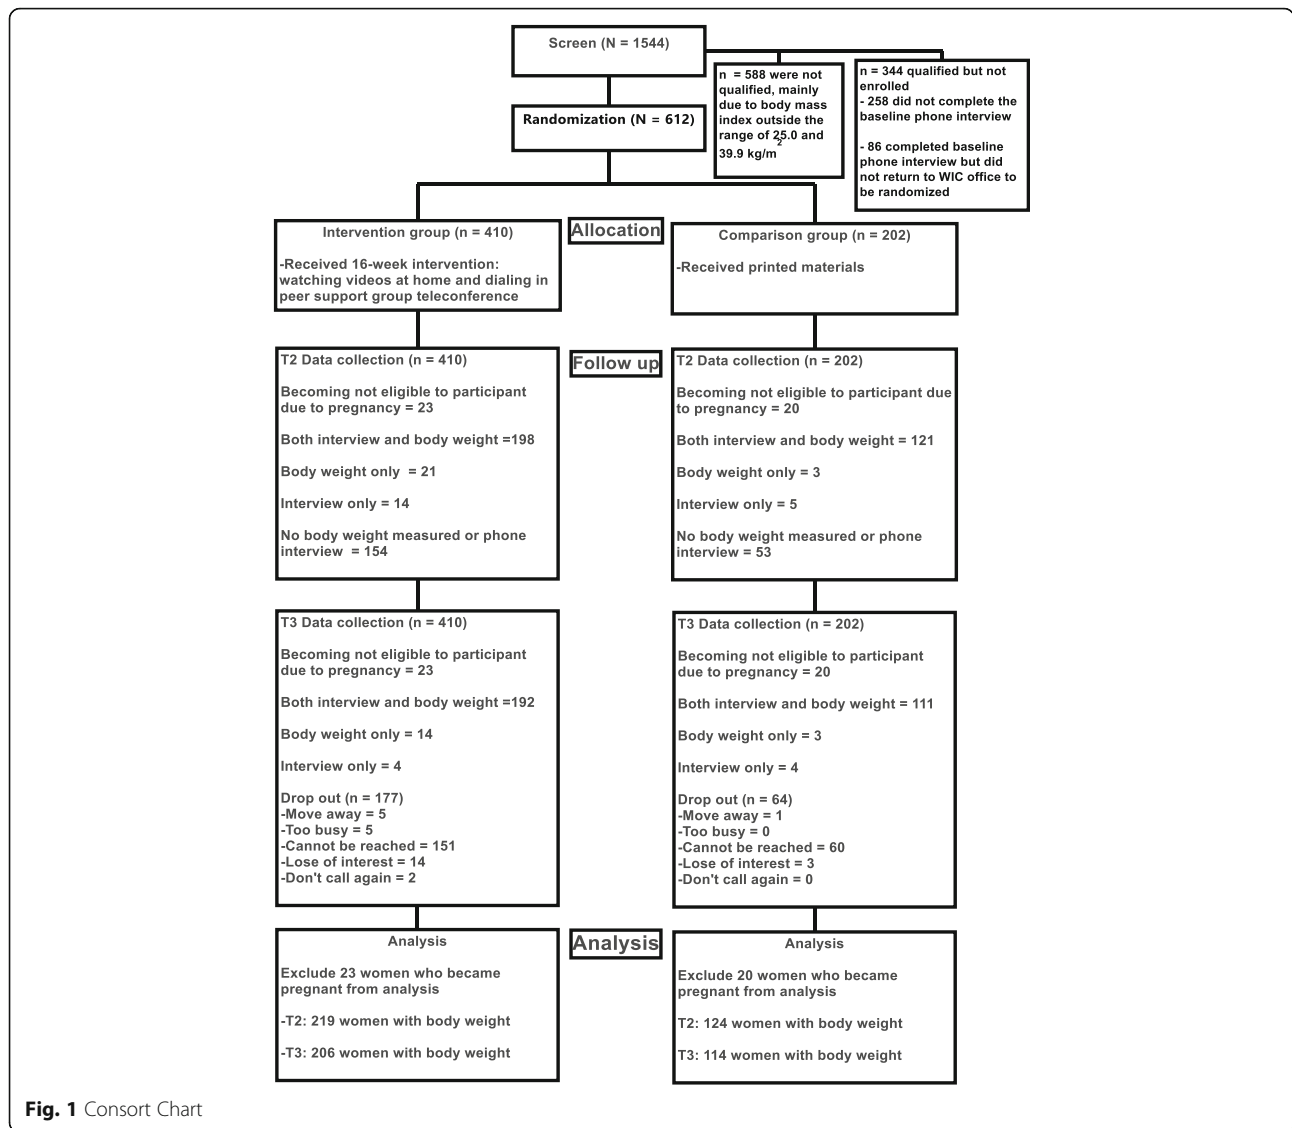 Screen (N = 1544)
n = 588 were not
qualified, mainly
due to body mass
index outside the
range of 25.0 and
39.9 kg/m2
n = 344 qualified but not
enrolled
- 258 did not complete the
baseline phone interview
- 86 completed baseline
phone interview but did
not return to WIC office to
be randomized
Randomization (N = 612)
Allocation
Intervention group (n = 410)
-Received 16-week intervention:
watching videos at home and dialing in
peer support group teleconference
Comparison group (n = 202)
-Received printed materials
Follow up
T2 Data collection (n = 410)
Becoming not eligible to participant
due to pregnancy = 23
Both interview and body weight =198
Body weight only = 21
Interview only = 14
No body weight measured or phone
interview = 154
T2 Data collection (n = 202)
Becoming not eligible to participant due
to pregnancy = 20
Both interview and body weight = 121
Body weight only = 3
Interview only = 5
No body weight measured or phone
interview = 53
T3 Data collection (n = 410)
Becoming not eligible to participant
due to pregnancy = 23
Both interview and body weight =192
Body weight only = 14
Interview only = 4
Drop out (n = 177)
-Move away = 5
-Too busy = 5
-Cannot be reached = 151
-Lose of interest = 14
-Don't call again = 2
T3 Data collection (n = 202)
Becoming not eligible to participant
due to pregnancy = 20
Both interview and body weight = 111
Body weight only = 3
Interview only = 4
Drop out (n = 64)
-Move away = 1
-Too busy = 0
-Cannot be reached = 60
-Lose of interest = 3
-Don't call again = 0
Analysis
Analysis
Exclude 23 women who became
pregnant from analysis
-T2: 219 women with body weight
-T3: 206 women with body weight
Analysis
Exclude 20 women who became
pregnant from analysis
T2: 124 women with body weight
T3: 114 women with body weight
Fig. 1 Consort Chart